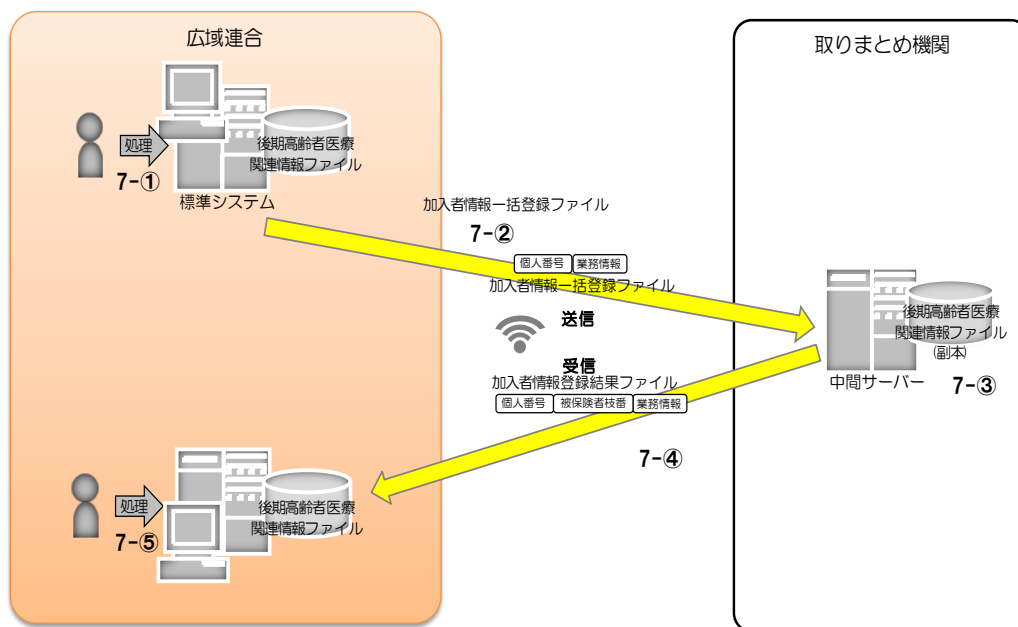 広域連合
取りまとめ機関
処理
7-①
後期高齢者医療
関連情報ファイル
標準システム
加入者情報一括登録ファイル
7-②
個人番号 業務情報
加入者情報一括登録ファイル
送信
受信
加入者情報登録結果ファイル
個人番号 被保険者枝番 業務情報
7-④
後期高齢者医療
関連情報ファイル
(副本)
中間サーバー
7-③
処理
7-⑤
後期高齢者医療
関連情報ファイル